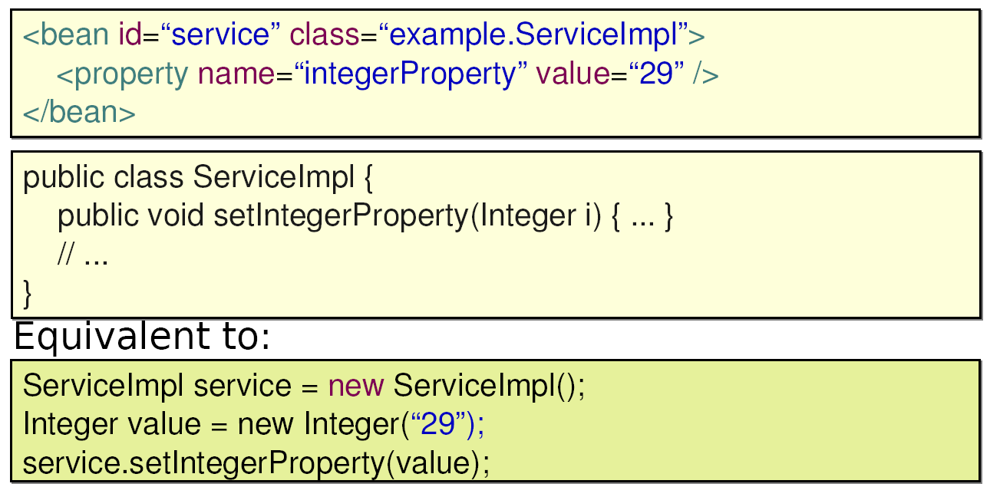 <bean id=“service” class=“example.ServiceImpl”>
<property name=“integerProperty” value=“29” />
</bean>
public class ServiceImpl {
public void setIntegerProperty(Integer i) { ... }
// ...
}
Equivalent to:
ServiceImpl service = new ServiceImpl();
Integer value = new Integer(“29”);
service.setIntegerProperty(value);